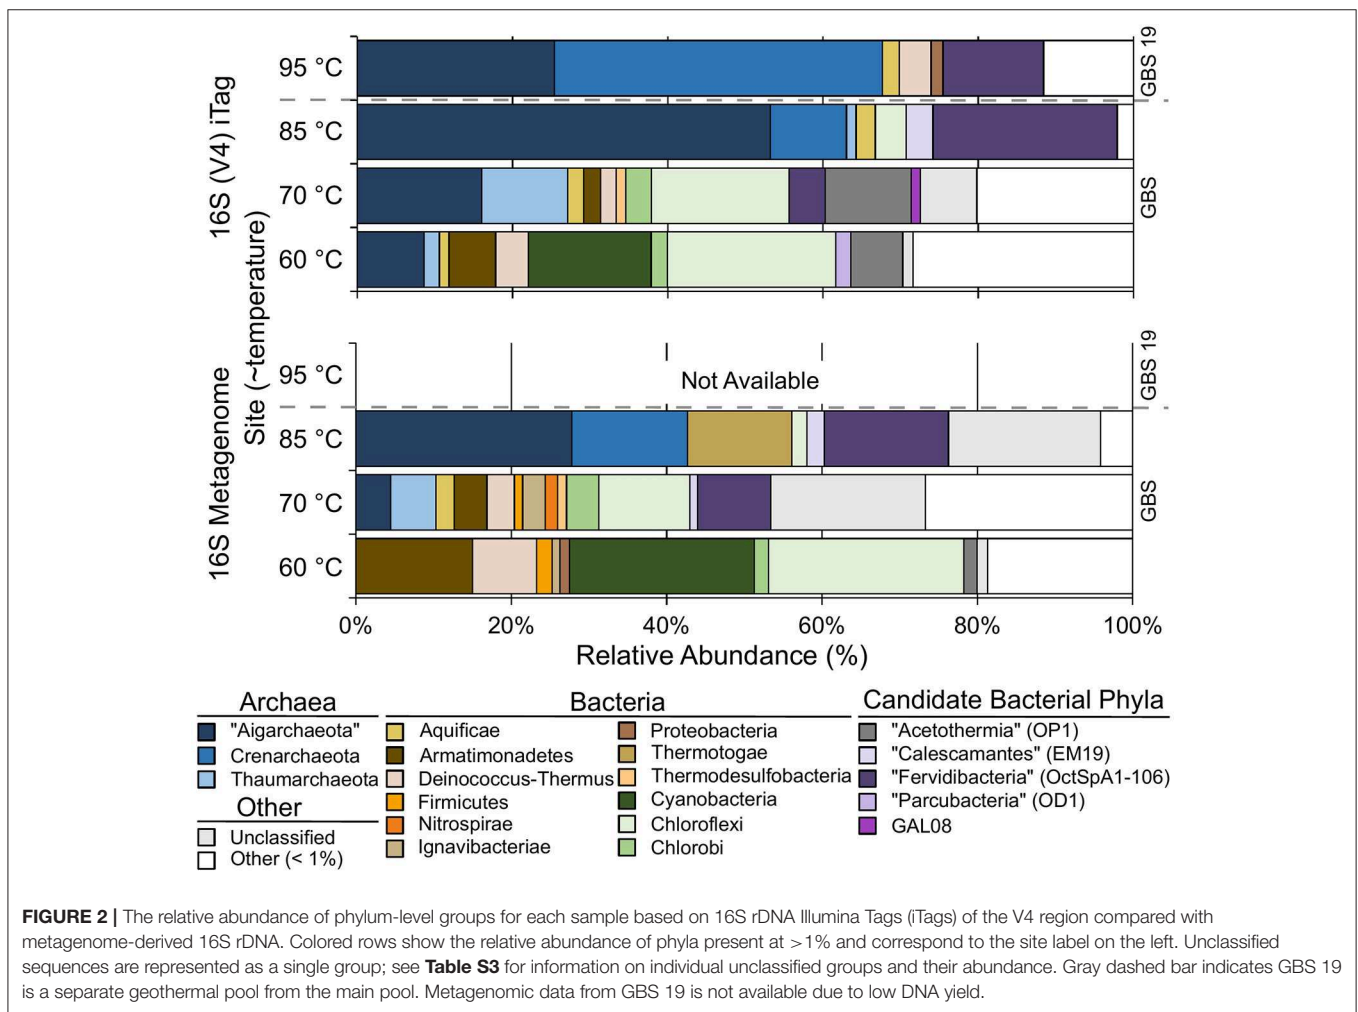 16S (V4) iTag
Site (~temperature)
16S Metagenome
95 °C
GBS 19
85 °C
70 °C
GBS
60 °C
95 °C
Not Available
GBS 19
85 °C
70 °C
GBS
60 °C
0% 20% 40% 60% 80% 100%
Relative Abundance (%)
Archaea
"Aigarchaeota"
Crenarchaeota
Thaumarchaeota
Other
Unclassified
Other (< 1%)
Bacteria
Aquificae
Armatimonadetes
Deinococcus-Thermus
Firmicutes
Nitrospirae
Ignavibacteriae
Proteobacteria
Thermotogae
Thermodesulfobacteria
Cyanobacteria
Chloroflexi
Chlorobi
Candidate Bacterial Phyla
"Acetothermia" (OP1)
"Calescamantes" (EM19)
"Fervidibacteria" (OctSpA1-106)
"Parcubacteria" (OD1)
GAL08
FIGURE 2 | The relative abundance of phylum-level groups for each sample based on 16S rDNA Illumina Tags (iTags) of the V4 region compared with
metagenome-derived 16S rDNA. Colored rows show the relative abundance of phyla present at >1% and correspond to the site label on the left. Unclassified
sequences are represented as a single group; see Table S3 for information on individual unclassified groups and their abundance. Gray dashed bar indicates GBS 19
is a separate geothermal pool from the main pool. Metagenomic data from GBS 19 is not available due to low DNA yield.